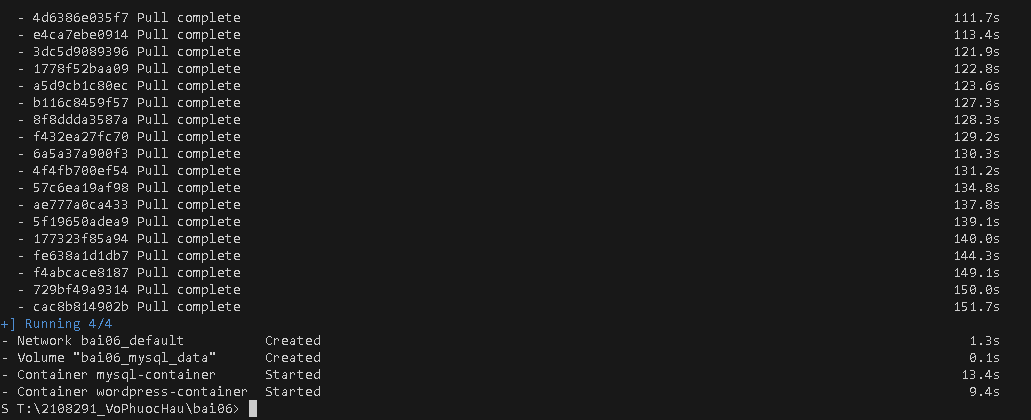 - 4d6386e035f7 Pull complete 111.7s
- e4ca7ebe0914 Pull complete 113.4s
- 3dc5d9089396 Pull complete 121.9s
- 1778f52baa09 Pull complete 122.8s
- a5d9cb1c80ec Pull complete 123.6s
- b116c8459f57 Pull complete 127.3s
- 8f8ddda3587a Pull complete 128.3s
- f432ea27fc70 Pull complete 129.2s
- 6a5a37a900f3 Pull complete 130.3s
- 4f4fb700ef54 Pull complete 131.2s
- 57c6ea19af98 Pull complete 134.8s
- ae777a0ca433 Pull complete 137.8s
- 5f19650adea9 Pull complete 139.1s
- 177323f85a94 Pull complete 140.0s
- fe638a1d1db7 Pull complete 144.3s
- f4abcace8187 Pull complete 149.1s
- 729bf49a9314 Pull complete 150.0s
- cac8b814902b Pull complete 151.7s
+] Running 4/4
- Network bai06_default Created 1.3s
- Volume "bai06_mysql_data" Created 0.1s
- Container mysql-container Started 13.4s
- Container wordpress-container Started 9.4s
S T:\2108291_VoPhuocHau\bai06>